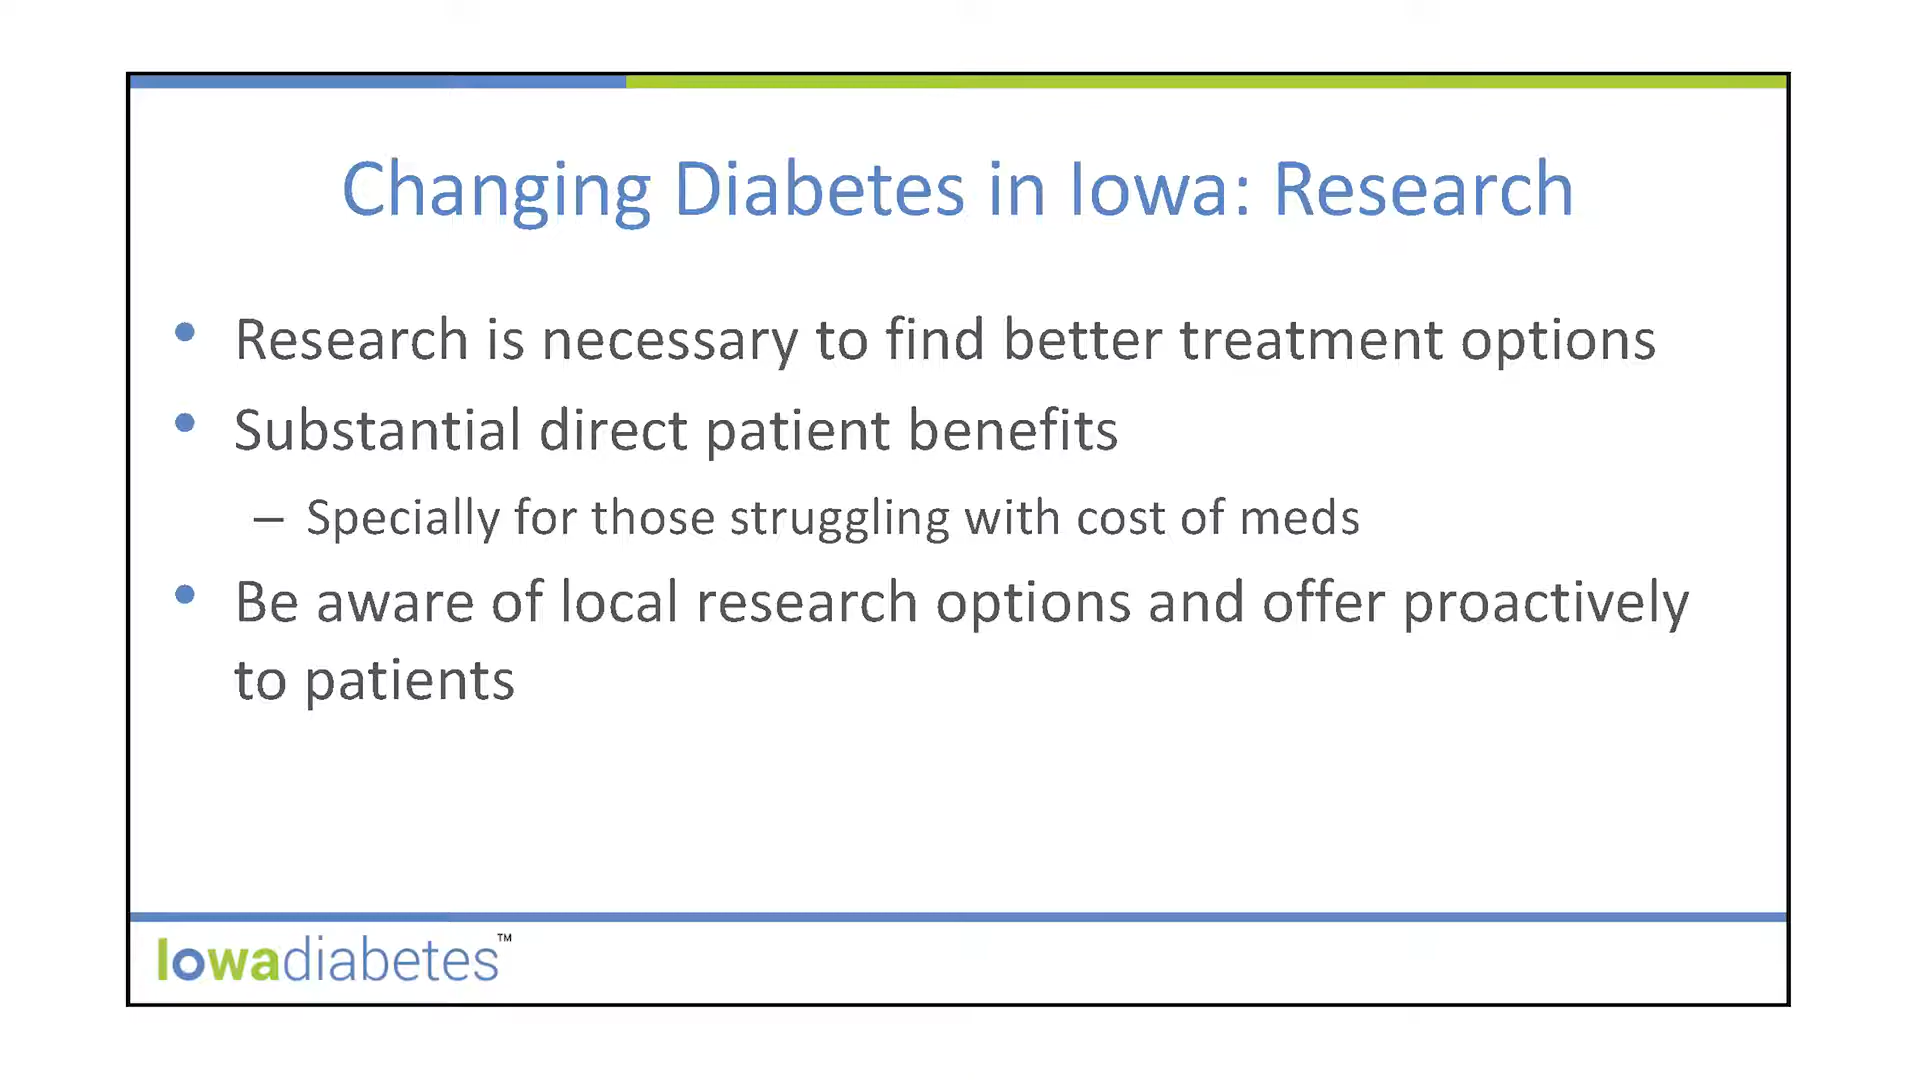 Changing Diabetes in Iowa: Research
• Research is necessary to find better treatment options
• Substantial direct patient benefits
– Specially for those struggling with cost of meds
• Be aware of local research options and offer proactively
to patients
Iowadiabetes™